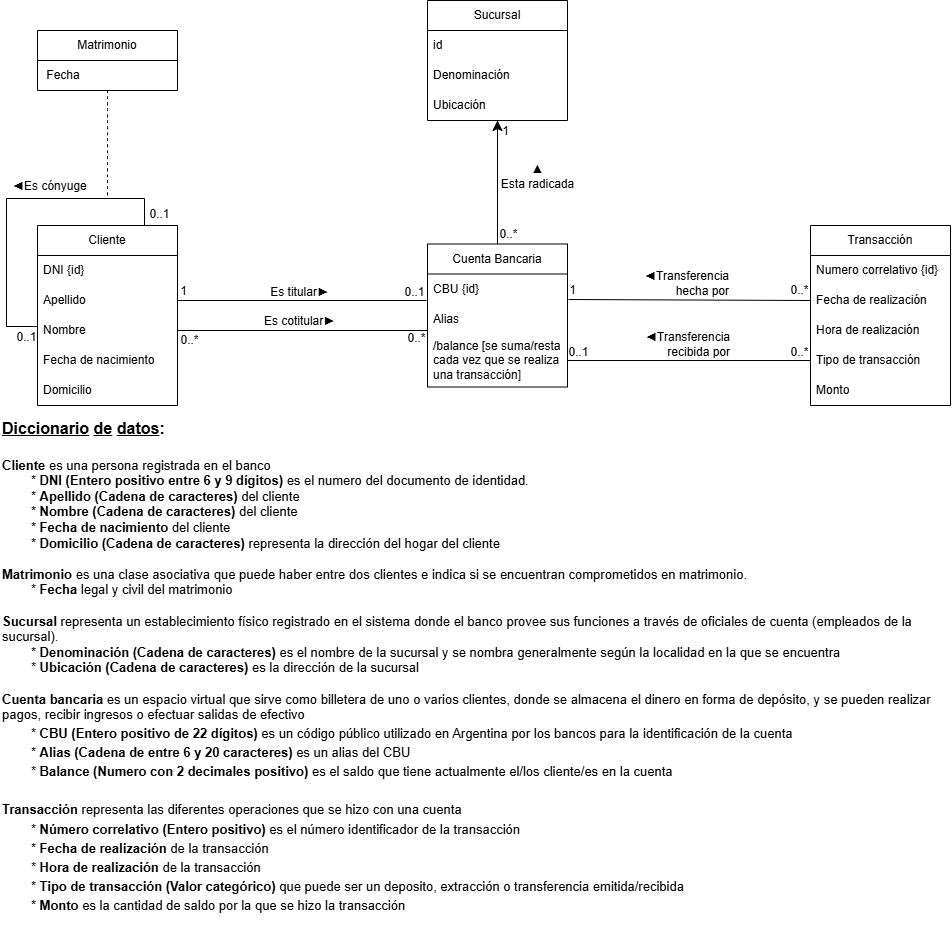 Sucursal
id
Denominación
Ubicación
Matrimonio
Fecha
1
◄Es cónyuge
▲
Esta radicada
0..1
0..*
Cliente
DNI {id}
Apellido
Nombre
Fecha de nacimiento
Domicilio
0..1
1
Es titular►
0..1
Es cotitular►
0..*
0..*
Cuenta Bancaria
CBU {id}
Alias
/balance [se suma/resta
cada vez que se realiza
una transacción]
◄Transferencia
hecha por
1
0..*
◄Transferencia
recibida por
0..1
0..*
Transacción
Numero correlativo {id}
Fecha de realización
Hora de realización
Tipo de transacción
Monto
Diccionario de datos:
Cliente es una persona registrada en el banco
* DNI (Entero positivo entre 6 y 9 dígitos) es el numero del documento de identidad.
* Apellido (Cadena de caracteres) del cliente
* Nombre (Cadena de caracteres) del cliente
* Fecha de nacimiento del cliente
* Domicilio (Cadena de caracteres) representa la dirección del hogar del cliente
Matrimonio es una clase asociativa que puede haber entre dos clientes e indica si se encuentran comprometidos en matrimonio.
* Fecha legal y civil del matrimonio
Sucursal representa un establecimiento físico registrado en el sistema donde el banco provee sus funciones a través de oficiales de cuenta (empleados de la
sucursal).
* Denominación (Cadena de caracteres) es el nombre de la sucursal y se nombra generalmente según la localidad en la que se encuentra
* Ubicación (Cadena de caracteres) es la dirección de la sucursal
Cuenta bancaria es un espacio virtual que sirve como billetera de uno o varios clientes, donde se almacena el dinero en forma de depósito, y se pueden realizar
pagos, recibir ingresos o efectuar salidas de efectivo
* CBU (Entero positivo de 22 dígitos) es un código público utilizado en Argentina por los bancos para la identificación de la cuenta
* Alias (Cadena de entre 6 y 20 caracteres) es un alias del CBU
* Balance (Numero con 2 decimales positivo) es el saldo que tiene actualmente el/los cliente/es en la cuenta
Transacción representa las diferentes operaciones que se hizo con una cuenta
* Número correlativo (Entero positivo) es el número identificador de la transacción
* Fecha de realización de la transacción
* Hora de realización de la transacción
* Tipo de transacción (Valor categórico) que puede ser un deposito, extracción o transferencia emitida/recibida
* Monto es la cantidad de saldo por la que se hizo la transacción